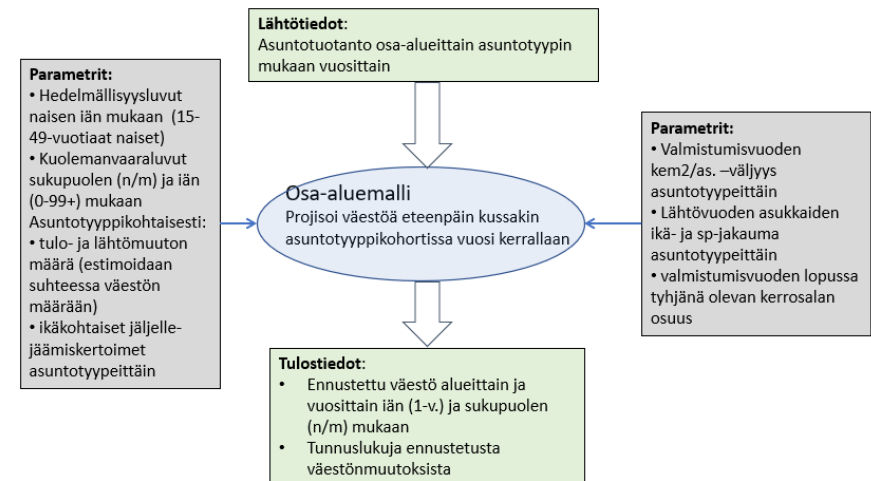 Lähtötiedot:
Asuntotuotanto osa-alueittain asuntotyypin
mukaan vuosittain
Parametrit:
• Hedelmällisyysluvut
naisen iän mukaan (15-
49-vuotiaat naiset)
• Kuolemanvaaraluvut
sukupuolen (n/m) ja iän
(0-99+) mukaan
Asuntotyyppikohtaisesti:
• tulo- ja lähtömuuton
määrä (estimoidaan
suhteessa väestön
määrään)
• ikäkohtaiset jäljelle-
jäämiskertoimet
asuntotyypeittäin
Osa-aluemalli
Projisoi väestöä eteenpäin kussakin
asuntotyyppikohortissa vuosi kerrallaan
Parametrit:
• Valmistumisvuoden
kem2/as. –väljyys
asuntotyypeittäin
• Lähtövuoden asukkaiden
ikä- ja sp-jakauma
asuntotyypeittäin
• valmistumisvuoden lopussa
tyhjänä olevan kerrosalan
osuus
Tulostiedot:
• Ennustettu väestö alueittain ja
vuosittain iän (1-v.) ja sukupuolen
(n/m) mukaan
• Tunnuslukuja ennustetusta
väestönmuutoksista